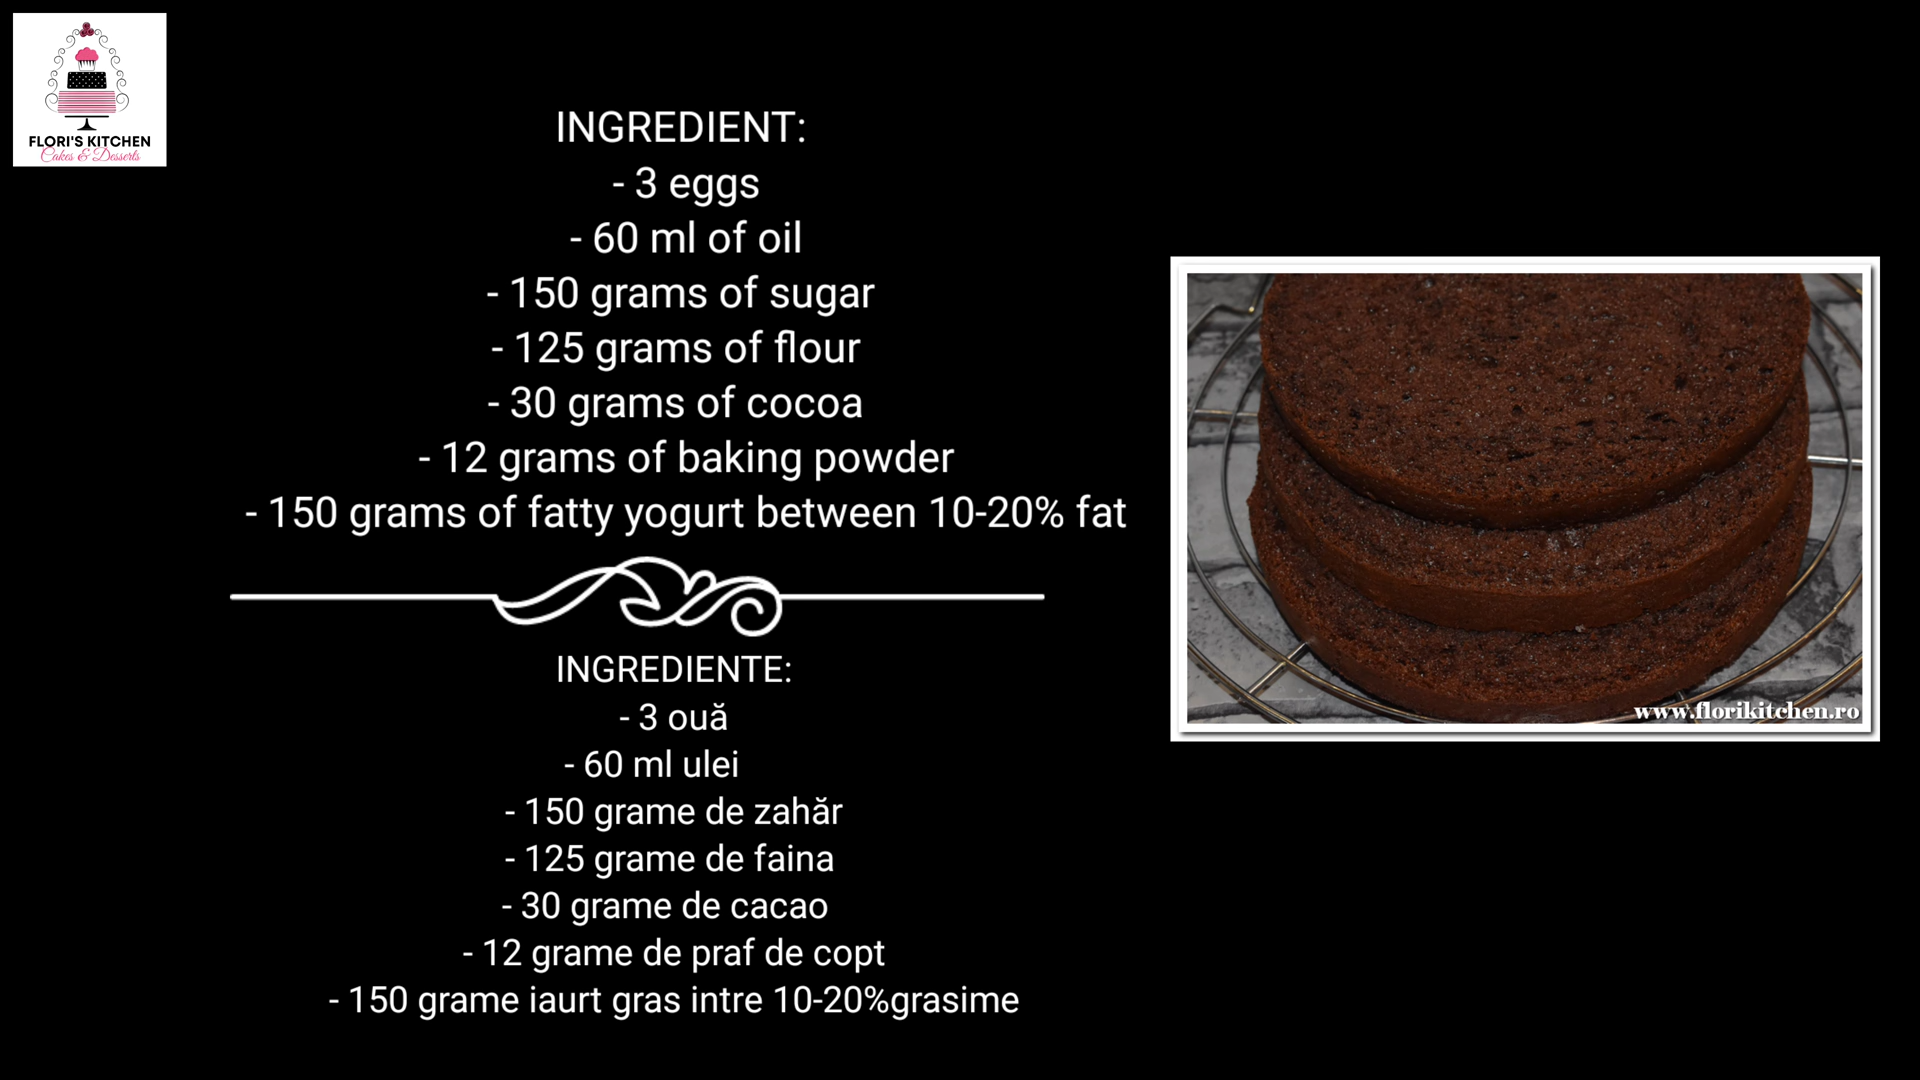 FLORI'S KITCHEN
Cakes & Desserts
INGREDIENT:
- 3 eggs
- 60 ml of oil
- 150 grams of sugar
- 125 grams of flour
- 30 grams of cocoa
- 12 grams of baking powder
- 150 grams of fatty yogurt between 10-20% fat
INGREDIENTE:
- 3 ouă
- 60 ml ulei
- 150 grame de zahăr
- 125 grame de faina
- 30 grame de cacao
- 12 grame de praf de copt
- 150 grame iaurt gras intre 10-20%grasime
www.florikitchen.ro